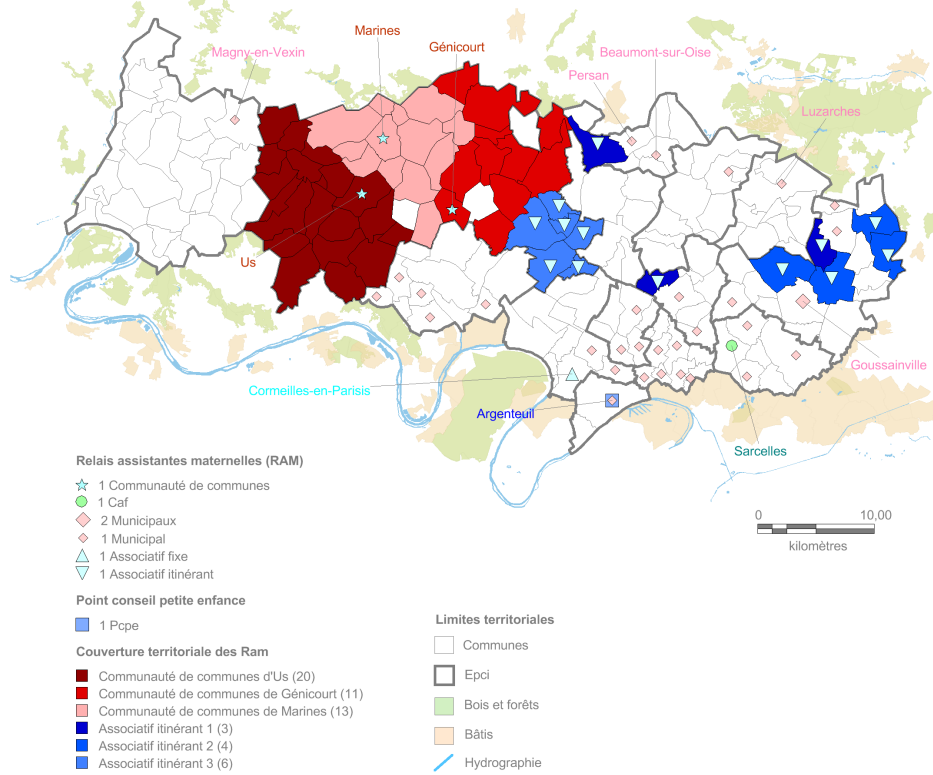 Marines
Génicourt
Magny-en-Vexin
Beaumont-sur-Oise
Persan
Luzarches
Us
Goussainville
Cormeilles-en-Parisis
Argenteuil
Sarcelles
Relais assistantes maternelles (RAM)
1 Communauté de communes
1 Caf
2 Municipaux
1 Municipal
1 Associatif fixe
1 Associatif itinérant
Point conseil petite enfance
1 Pcpe
Couverture territoriale des Ram
Communauté de communes d'Us (20)
Communauté de communes de Génicourt (11)
Communauté de communes de Marines (13)
Associatif itinérant 1 (3)
Associatif itinérant 2 (4)
Associatif itinérant 3 (6)
Limites territoriales
Communes
Epci
Bois et forêts
Bâtis
Hydrographie
0 10,00
kilomètres